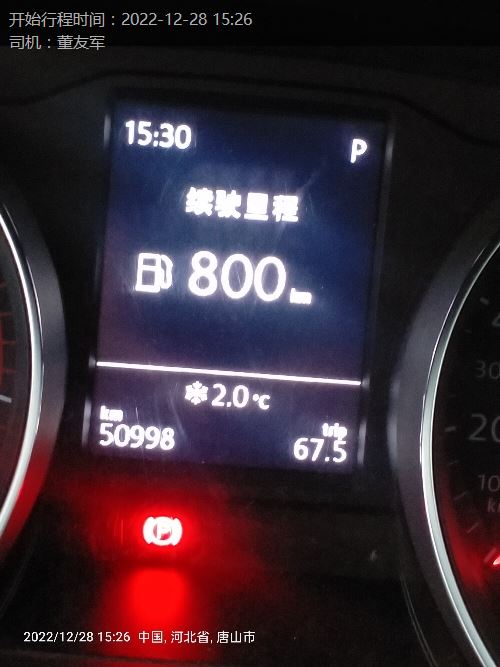 开始行程时间：2022-12-28 15:26
司机：董友军
15:30 P
续驶里程
800 km
2.0°C
km
50998
trip
67.5
2022/12/28 15:26 中国, 河北省, 唐山市